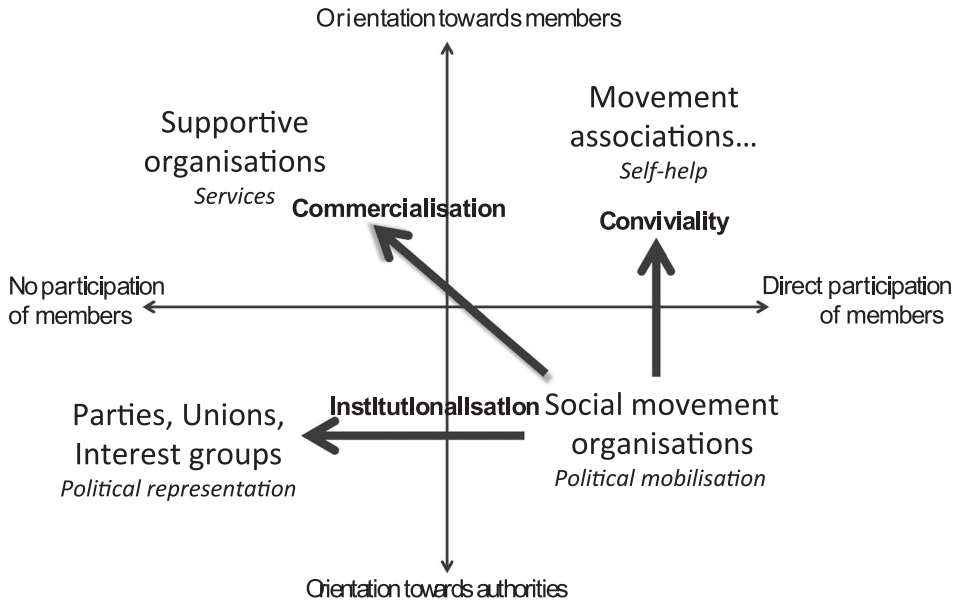 Orientation towards members
Supportive
organisations
Services
Movement
associations…
Self-help
Commercialisation
Conviviality
No participation
of members
Direct participation
of members
Parties, Unions,
Interest groups
Political representation
Institutionalisation
Social movement
organisations
Political mobilisation
Orientation towards authorities